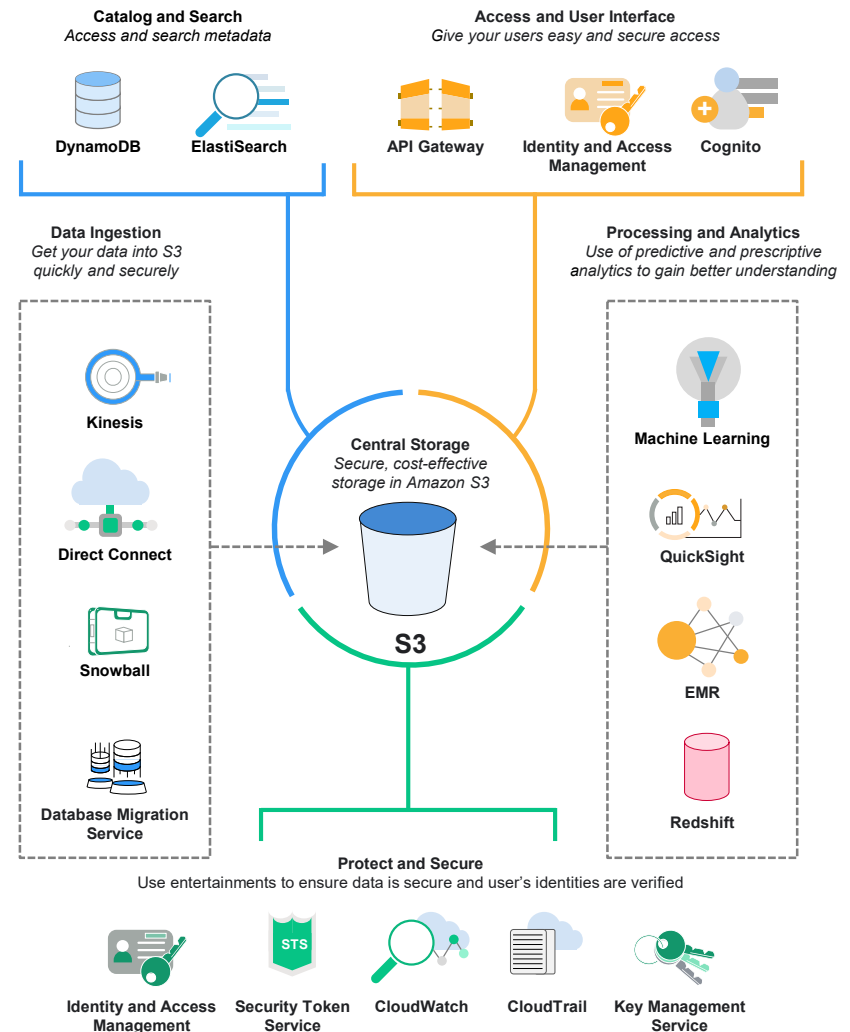 Catalog and Search
Access and search metadata
DynamoDB
ElastiSearch
Access and User Interface
Give your users easy and secure access
API Gateway
Identity and Access
Management
Cognito
Data Ingestion
Get your data into S3
quickly and securely
Kinesis
Direct Connect
Snowball
Database Migration
Service
Central Storage
Secure, cost-effective
storage in Amazon S3
S3
Processing and Analytics
Use of predictive and prescriptive
analytics to gain better understanding
Machine Learning
QuickSight
EMR
Redshift
Protect and Secure
Use entertainments to ensure data is secure and user’s identities are verified
Identity and Access
Management
STS
Security Token
Service
CloudWatch
CloudTrail
Key Management
Service